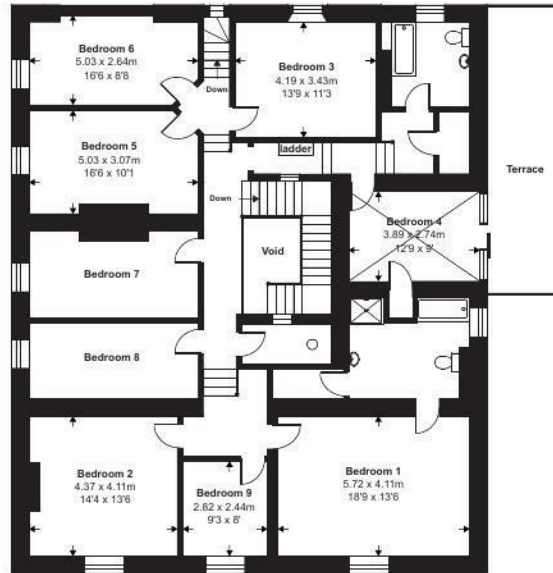 Bedroom 6
5.03 x 2.64m
16'6 x 8'8
Down
Bedroom 3
4.19 x 3.43m
13'9 x 11'3
Bedroom 5
5.03 x 3.07m
16'6 x 10'1
ladder
Terrace
Down
Bedroom 4
3.89 x 2.74m
12'9 x 9'
Void
Bedroom 7
Bedroom 8
Bedroom 2
4.37 x 4.11m
14'4 x 13'6
Bedroom 9
2.82 x 2.44m
9'3 x 8'
Bedroom 1
5.72 x 4.11m
18'9 x 13'6